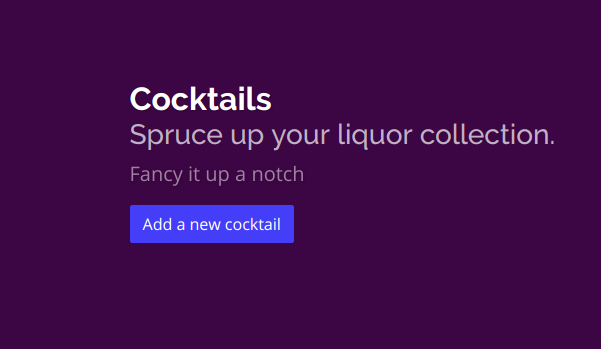 Cocktails
Spruce up your liquor collection.
Fancy it up a notch
Add a new cocktail